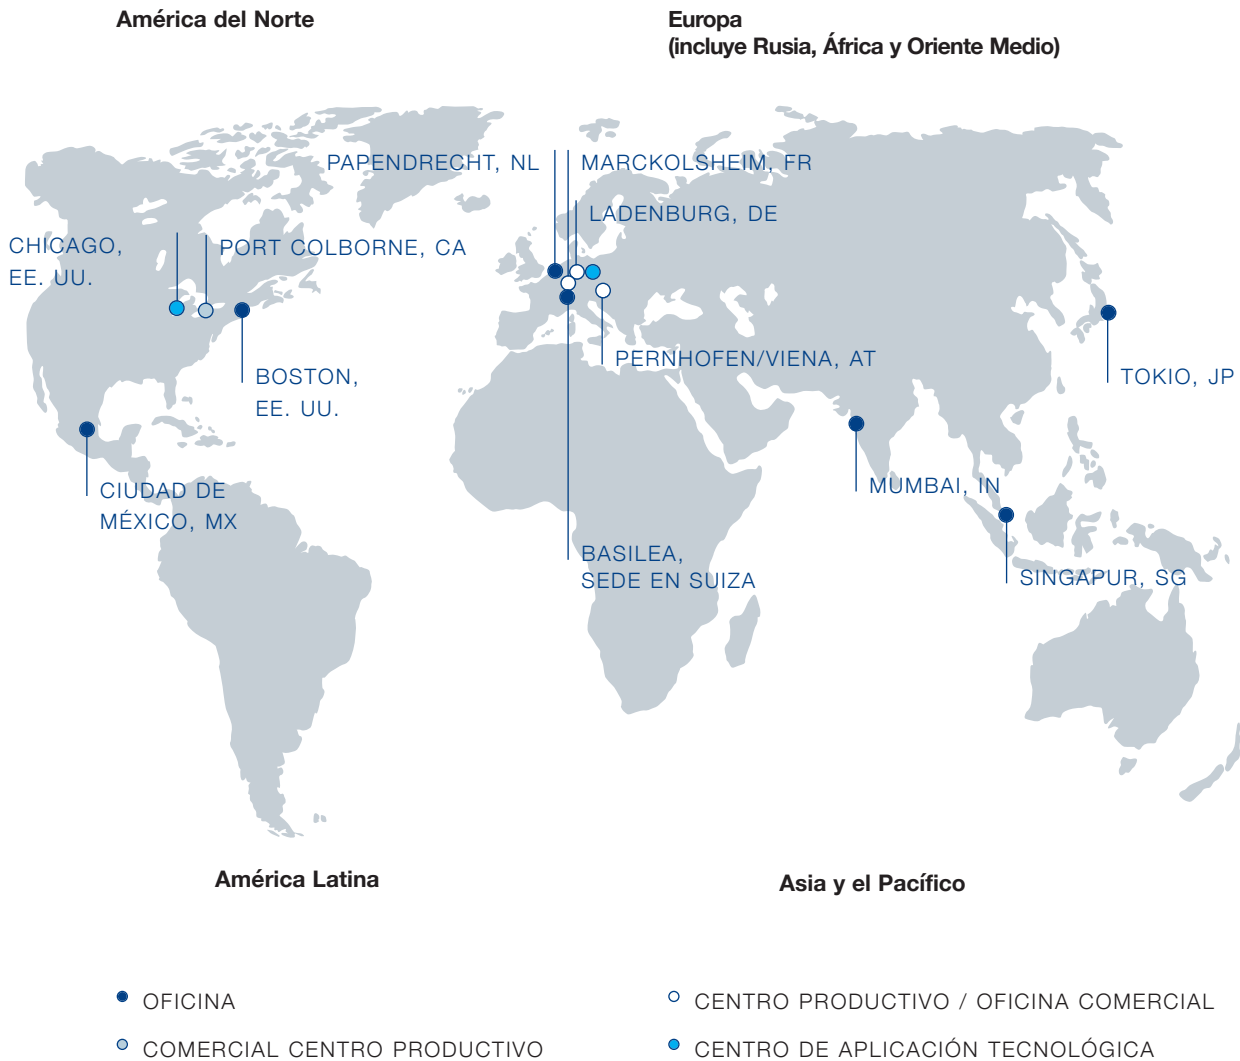 América del Norte
Europa
(incluye Rusia, África y Oriente Medio)
PAPENDRECHT, NL
MARCKOLSHEIM, FR
LADENBURG, DE
CHICAGO,
EE. UU.
PORT COLBORNE, CA
PERNHOFEN/VIENA, AT
BOSTON,
EE. UU.
TOKIO, JP
CIUDAD DE
MÉXICO, MX
MUMBAI, IN
BASILEA,
SEDE EN SUIZA
SINGAPUR, SG
América Latina
Asia y el Pacífico
OFICINA
CENTRO PRODUCTIVO / OFICINA COMERCIAL
COMERCIAL CENTRO PRODUCTIVO
CENTRO DE APLICACIÓN TECNOLÓGICA